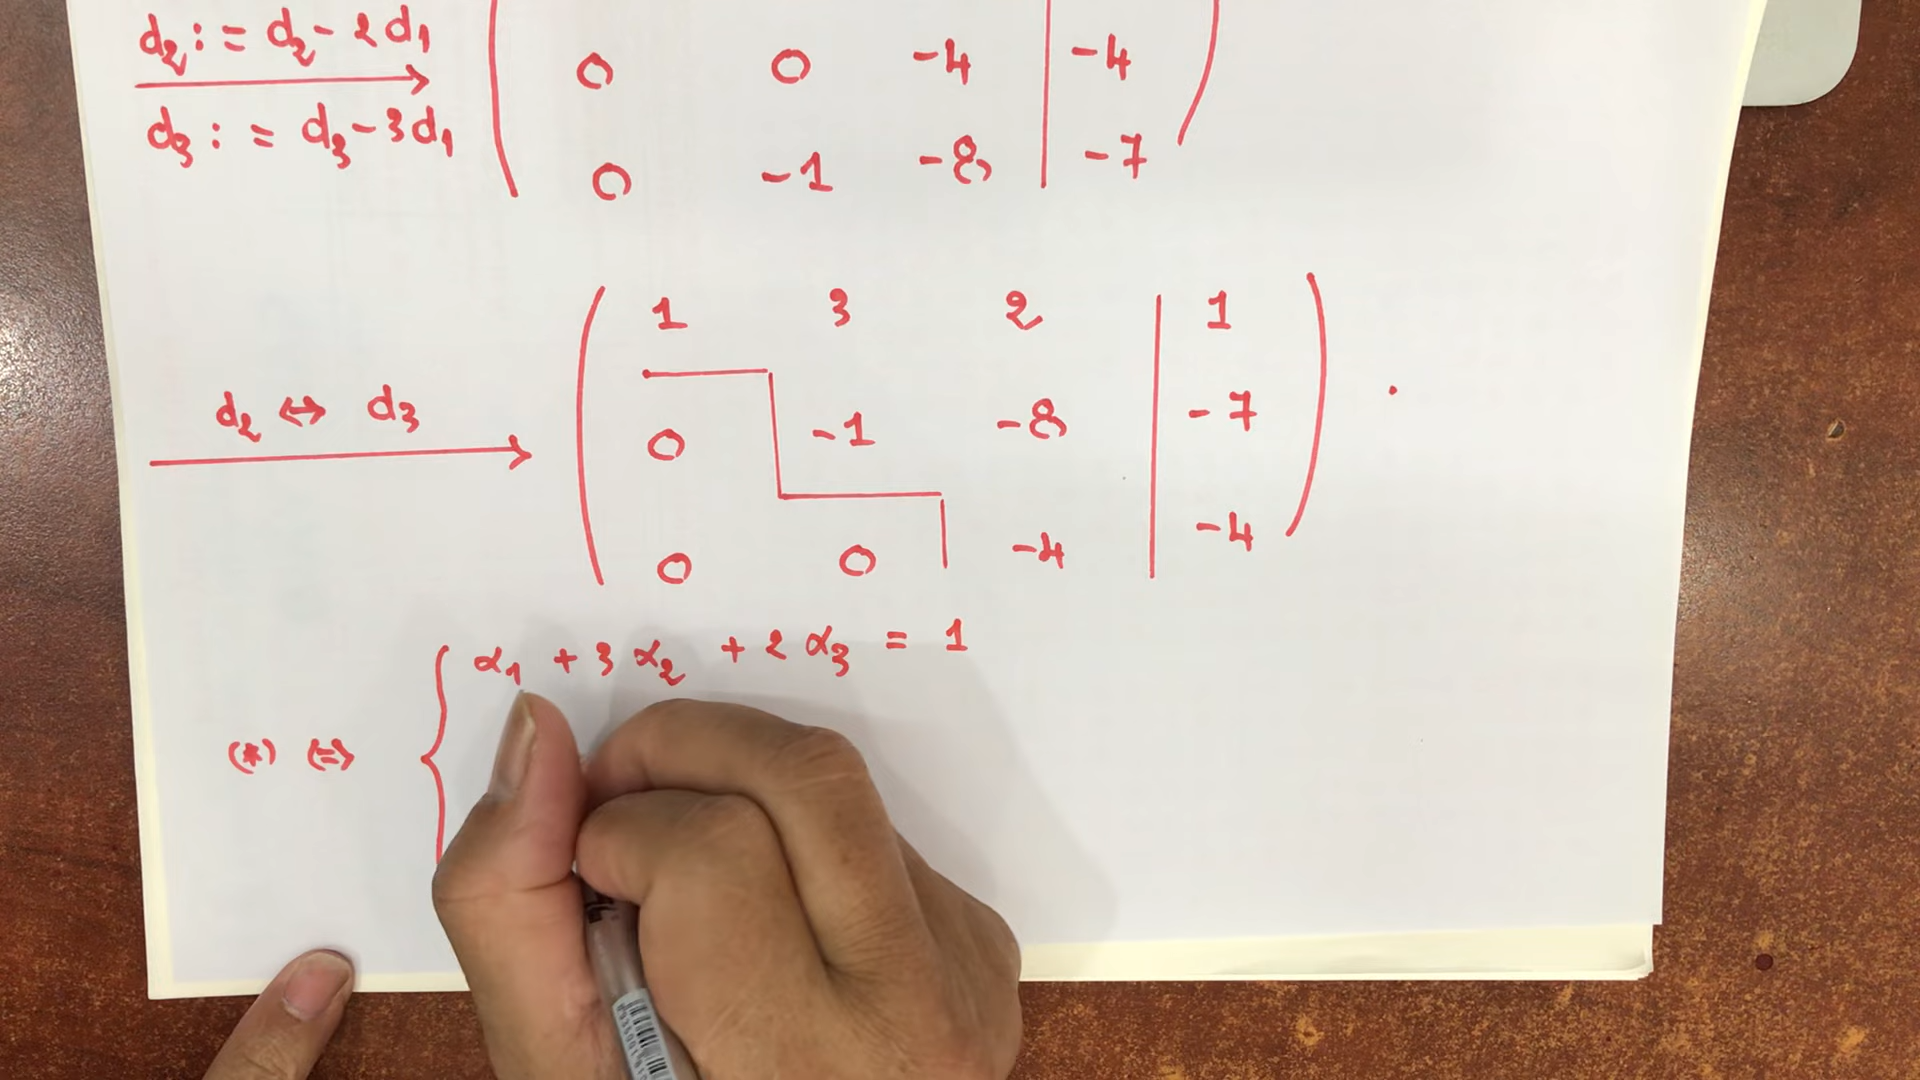 d₂ := d₂ - 2d₁
0 0 -4 | -4
d₃ := d₃ - 3d₁
0 -1 -8 | -7
1 3 2 | 1
d₂ ↔ d₃
0 -1 -8 | -7
0 0 -4 | -4
α₁ + 3α₂ + 2α₃ = 1
(*) ⇔ {